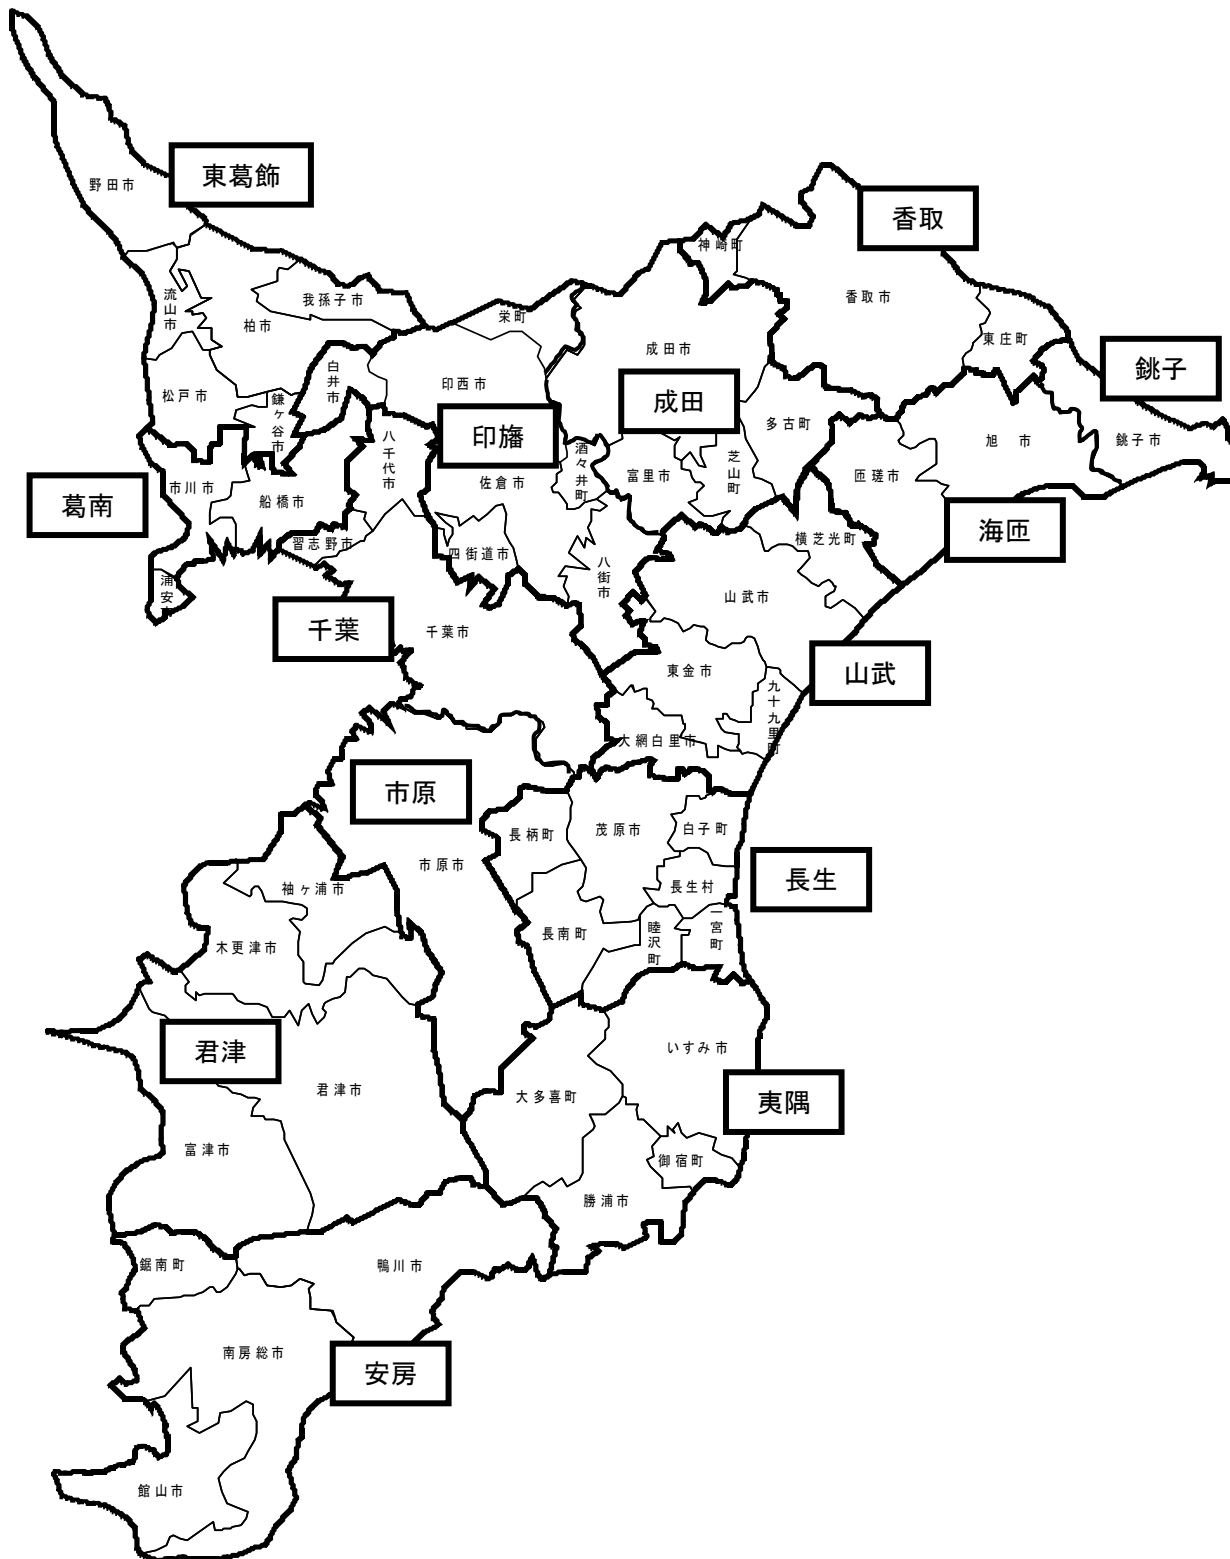 野田市
東葛飾
香取
神崎町
流山市
我孫子市
柏市
栄町
香取市
成田市
東庄町
銚子
白井市
印西市
松戸市
鎌ヶ谷市
成田
印旛
多古町
八千代市
酒々井町
旭市
銚子市
葛南
市川市
船橋市
佐倉市
富里市
芝山町
匝瑳市
海匝
習志野市
四街道市
横芝光町
浦安
八街市
山武市
千葉
千葉市
東金市
山武
九十九里町
大網白里市
市原
長柄町
茂原市
白子町
市原市
長生
袖ヶ浦市
長生村
木更津市
長南町
睦沢町
一宮町
君津
いすみ市
君津市
大多喜町
夷隅
富津市
御宿町
勝浦市
鋸南町
鴨川市
南房総市
安房
館山市